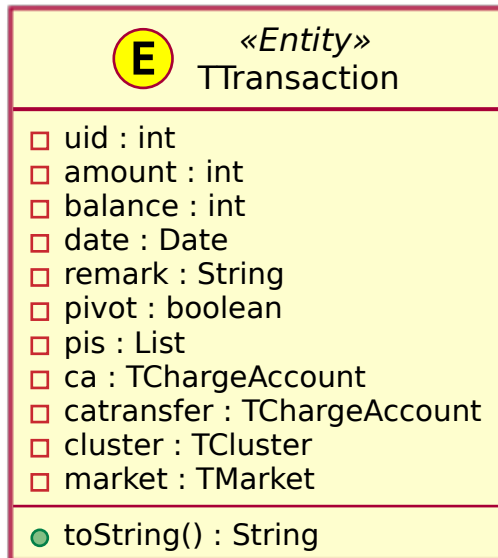 E
«Entity»
TTransaction
uid : int
amount : int
balance : int
date : Date
remark : String
pivot : boolean
pis : List
ca : TChargeAccount
catransfer : TChargeAccount
cluster : TCluster
market : TMarket
toString() : String